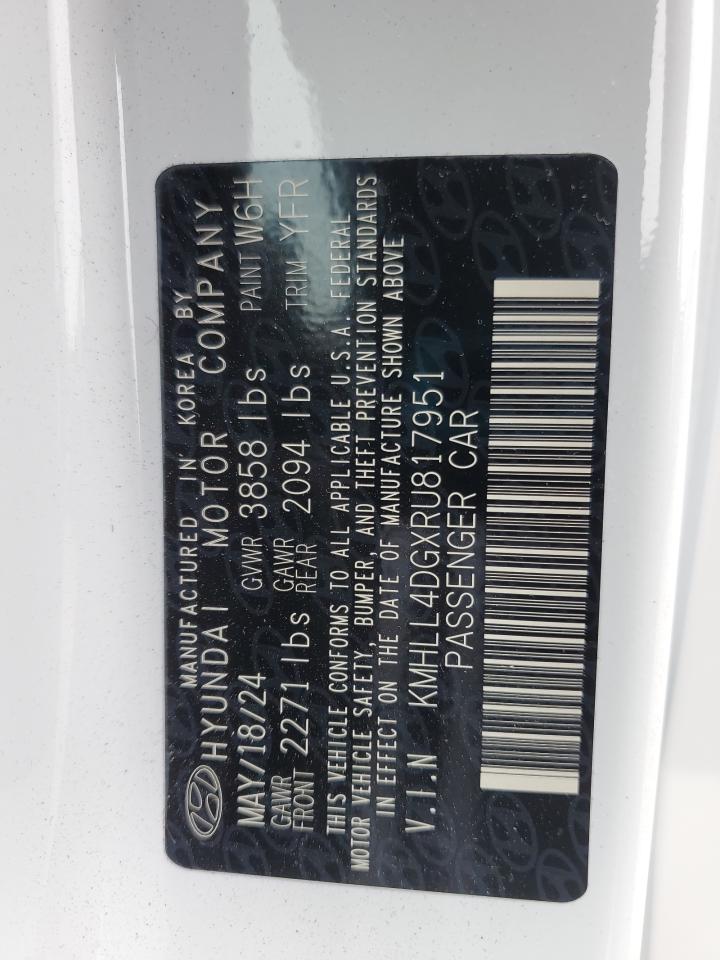 MANUFACTURED IN KOREA BY
HYUNDAI MOTOR COMPANY
MAY/18/24 GVWR 3858 lbs PAINT W6H
GAWR FRONT 2271 lbs GAWR REAR 2094 lbs TRIM YFR
THIS VEHICLE CONFORMS TO ALL APPLICABLE U.S.A. FEDERAL
MOTOR VEHICLE SAFETY, BUMPER, AND THEFT PREVENTION STANDARDS
IN EFFECT ON THE DATE OF MANUFACTURE SHOWN ABOVE
V.I.N KMHLL4DGXRU817951
PASSENGER CAR